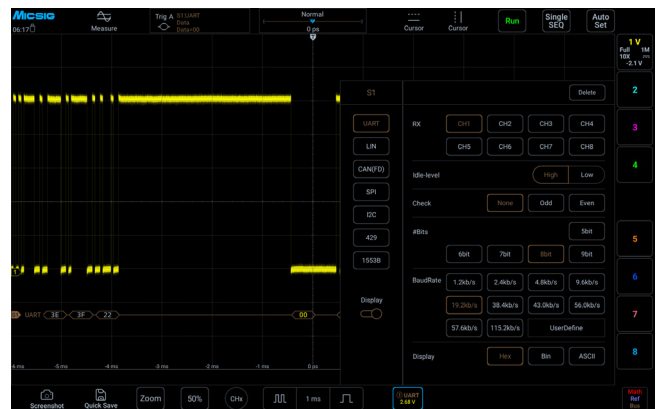 Micsig
06:17
Measure
Trig A
S1:UART
Data
Data=00
Normal
0 ps
Cursor
Cursor
Run
Single
SEQ
Auto
Set
1 V
Full 1M
10X
-2.1 V
S1
Delete
2
UART
RX
CH1
CH2
CH3
CH4
3
LIN
CH5
CH6
CH7
CH8
CAN(FD)
Idle-level
High
Low
4
SPI
Check
None
Odd
Even
I2C
#Bits
5bit
429
6bit
7bit
8bit
9bit
5
1553B
BaudRate
1.2kb/s
2.4kb/s
4.8kb/s
9.6kb/s
6
Display
19.2kb/s
38.4kb/s
43.0kb/s
56.0kb/s
57.6kb/s
115.2kb/s
UserDefine
7
1
S1
UART
3E
3F
22
00
Display
Hex
Bin
ASCII
8
-5 ms
-4 ms
-3 ms
-2 ms
-1 ms
0 ps
Screenshot
Quick Save
Zoom
50%
CHx
1 ms
1 UART
2.68 V
Math
Ref
Bus